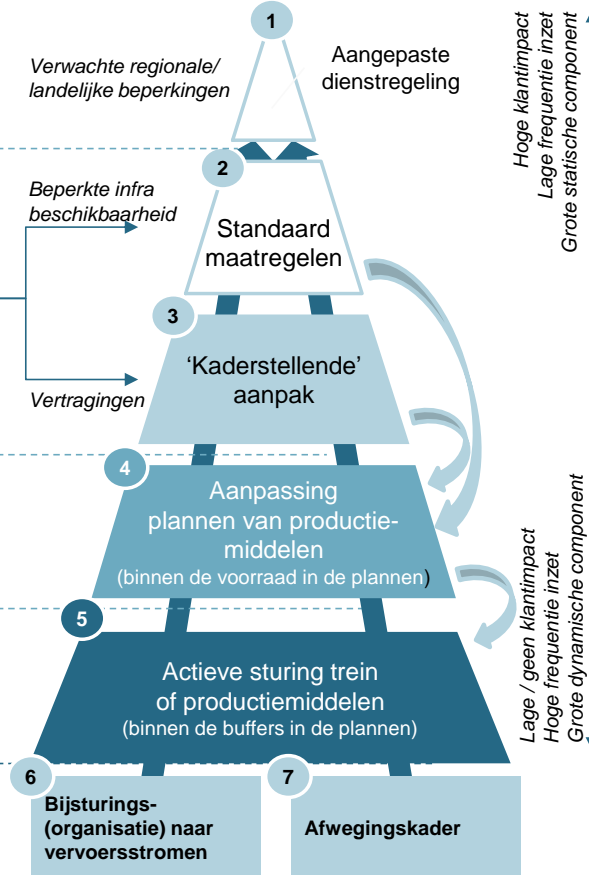 1
Verwachte regionale/
landelijke beperkingen
Aangepaste
dienstregeling
Hoge klantimpact
Lage frequentie inzet
Grote statische component
2
Beperkte infra
beschikbaarheid
Standaard
maatregelen
3
'Kaderstellende'
aanpak
Vertragingen
4
Aanpassing
plannen van productie-
middelen
(binnen de voorraad in de plannen)
Lage / geen klantimpact
Hoge frequentie inzet
Grote dynamische component
5
Actieve sturing trein
of productiemiddelen
(binnen de buffers in de plannen)
6
Bijsturings-
(organisatie) naar
vervoersstromen
7
Afwegingskader